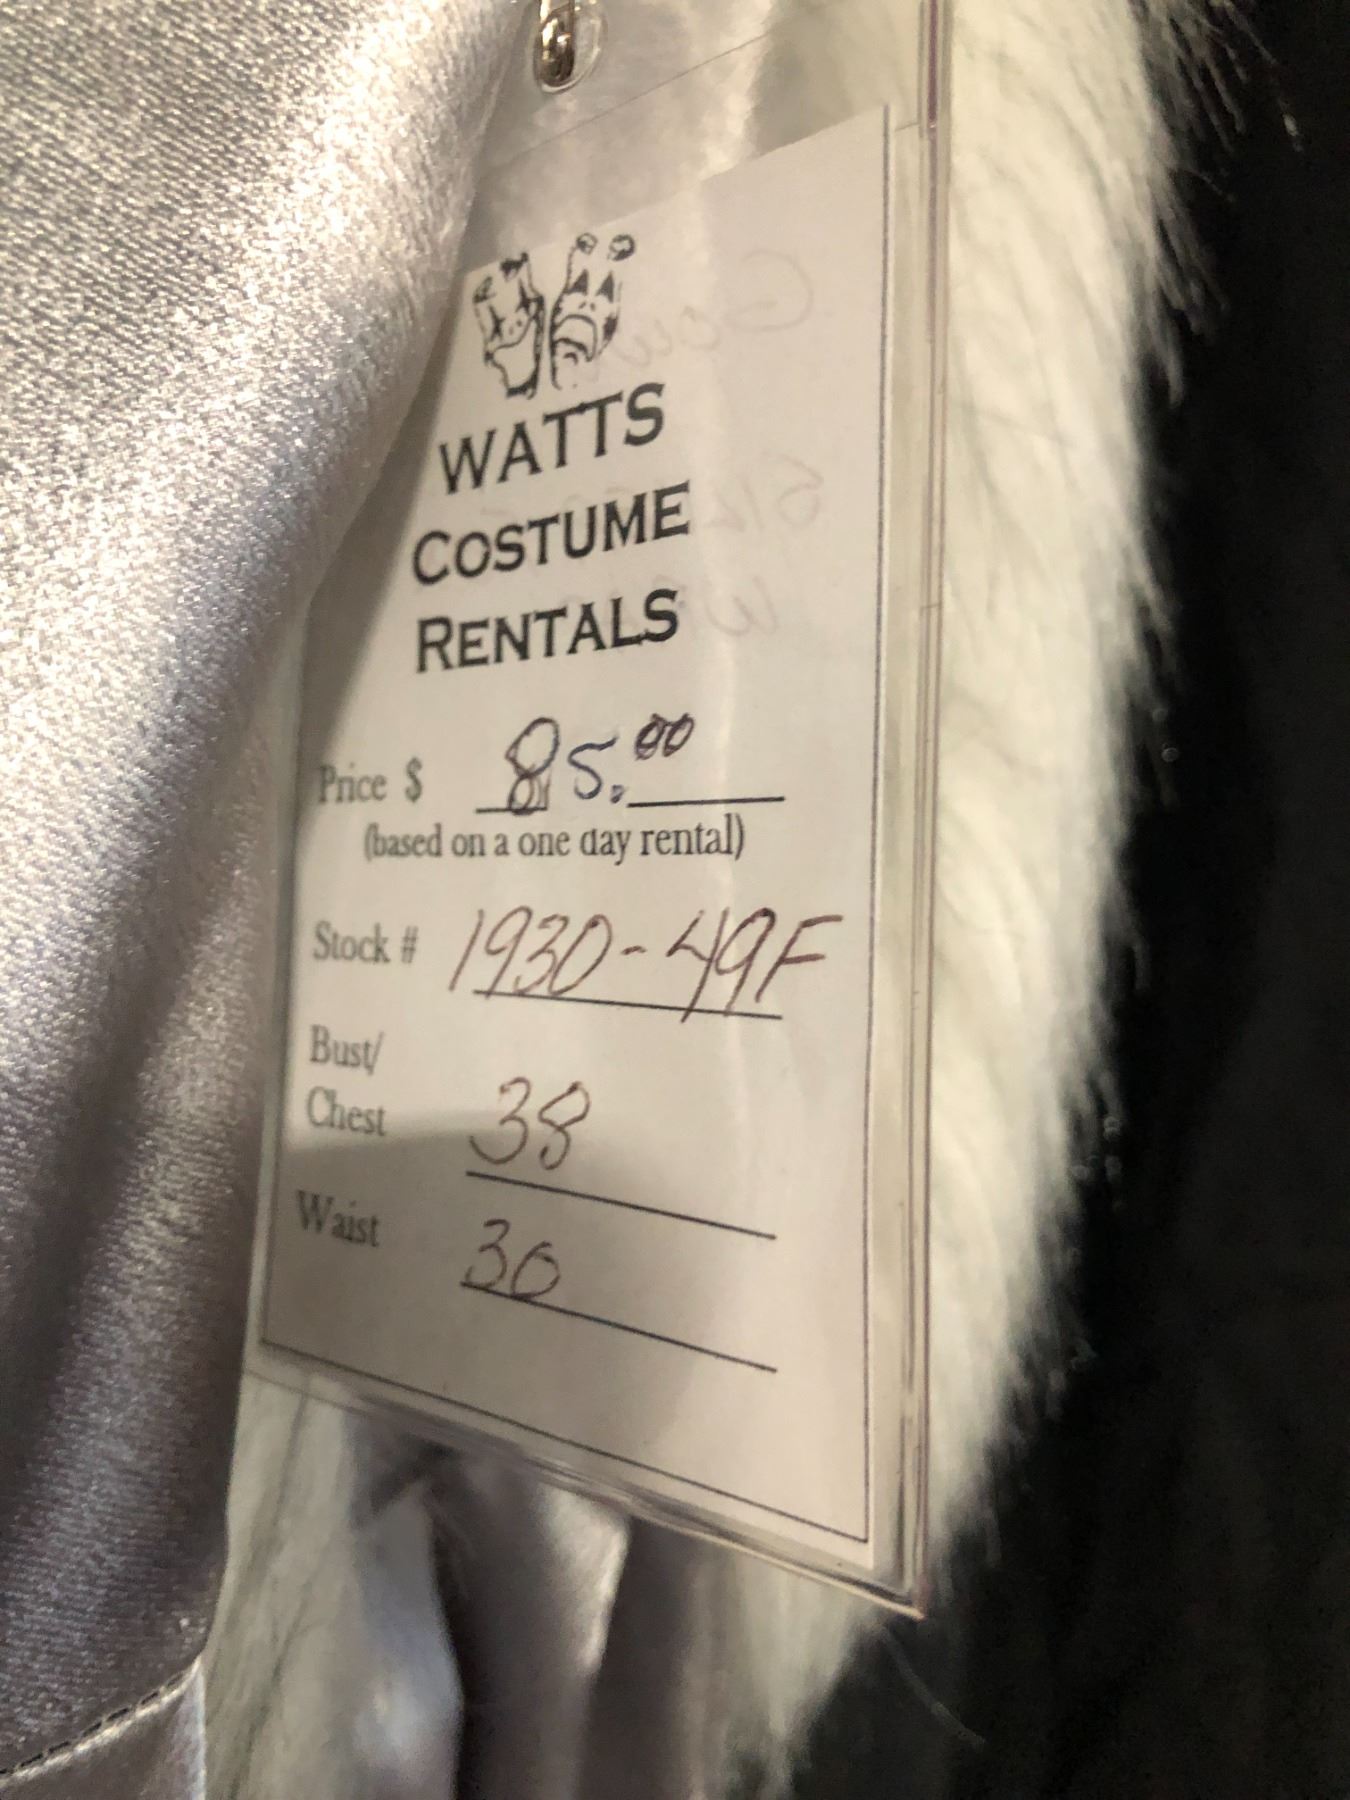 WATTS
COSTUME
RENTALS
Price $ 85.00
(based on a one day rental)
Stock # 1930-49F
Bust/
Chest 38
Waist 30